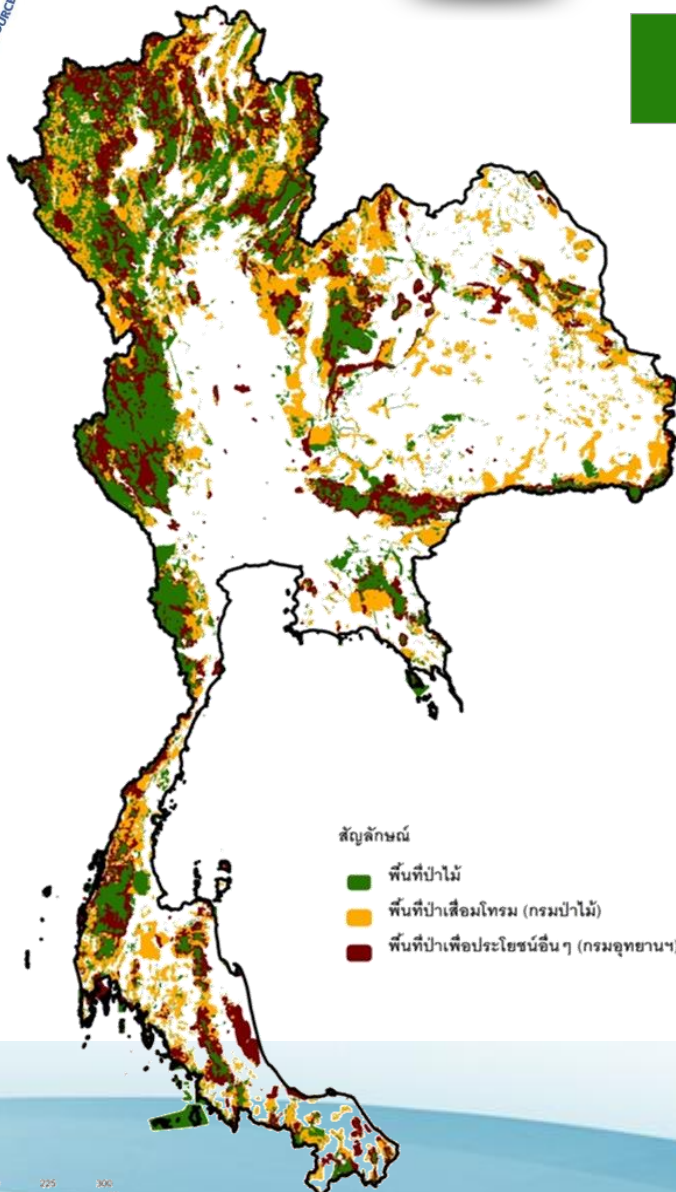 สัญลักษณ์
พื้นที่ป่าไม้
พื้นที่ป่าเสื่อมโทรม (กรมป่าไม้)
พื้นที่ป่าเพื่อประโยชน์อื่น ๆ (กรมอุทยานฯ)
225 300